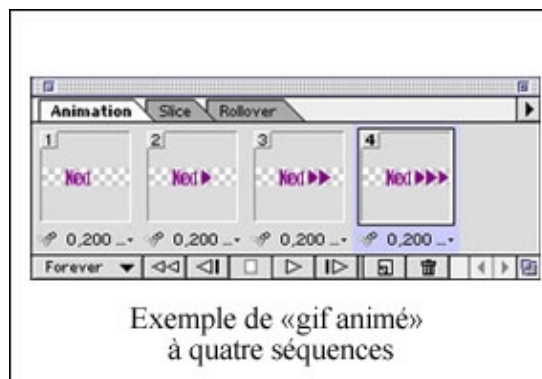 Animation Slice Rollover
1 2 3 4
Next Next Next Next
0,200 ... 0,200 ... 0,200 ... 0,200 ...
Forever
Exemple de «gif animé»
à quatre séquences